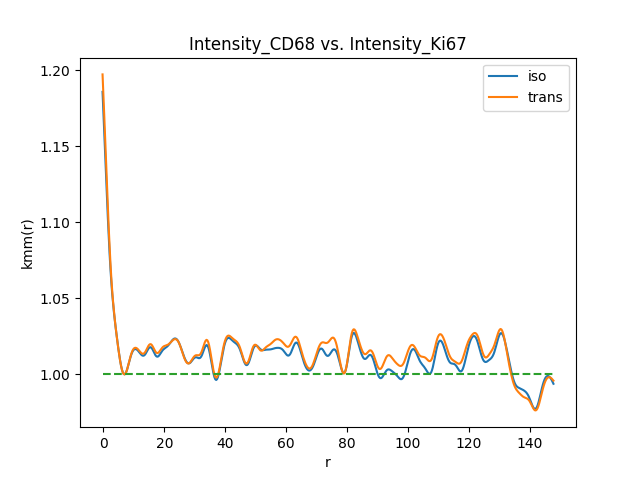 Intensity_CD68 vs. Intensity_Ki67
iso
trans
1.20
1.15
1.10
1.05
1.00
kmm(r)
0 20 40 60 80 100 120 140
r